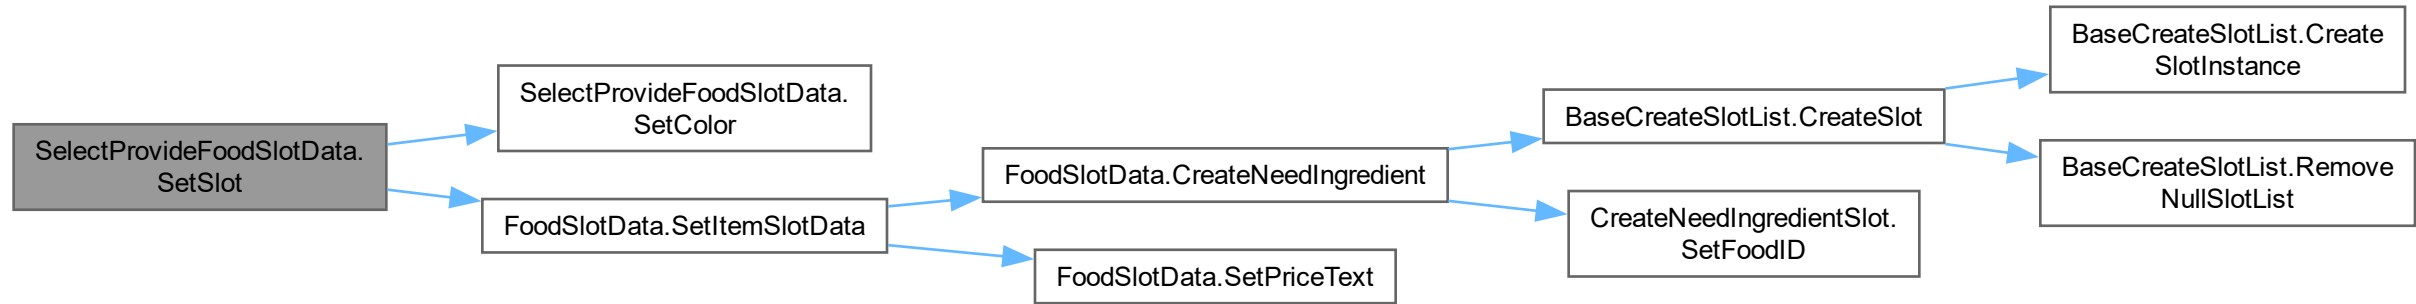 SelectProvideFoodSlotData.
SetSlot
SelectProvideFoodSlotData.
SetColor
FoodSlotData.SetItemSlotData
FoodSlotData.CreateNeedIngredient
FoodSlotData.SetPriceText
BaseCreateSlotList.CreateSlot
CreateNeedIngredientSlot.
SetFoodID
BaseCreateSlotList.Create
SlotInstance
BaseCreateSlotList.Remove
NullSlotList